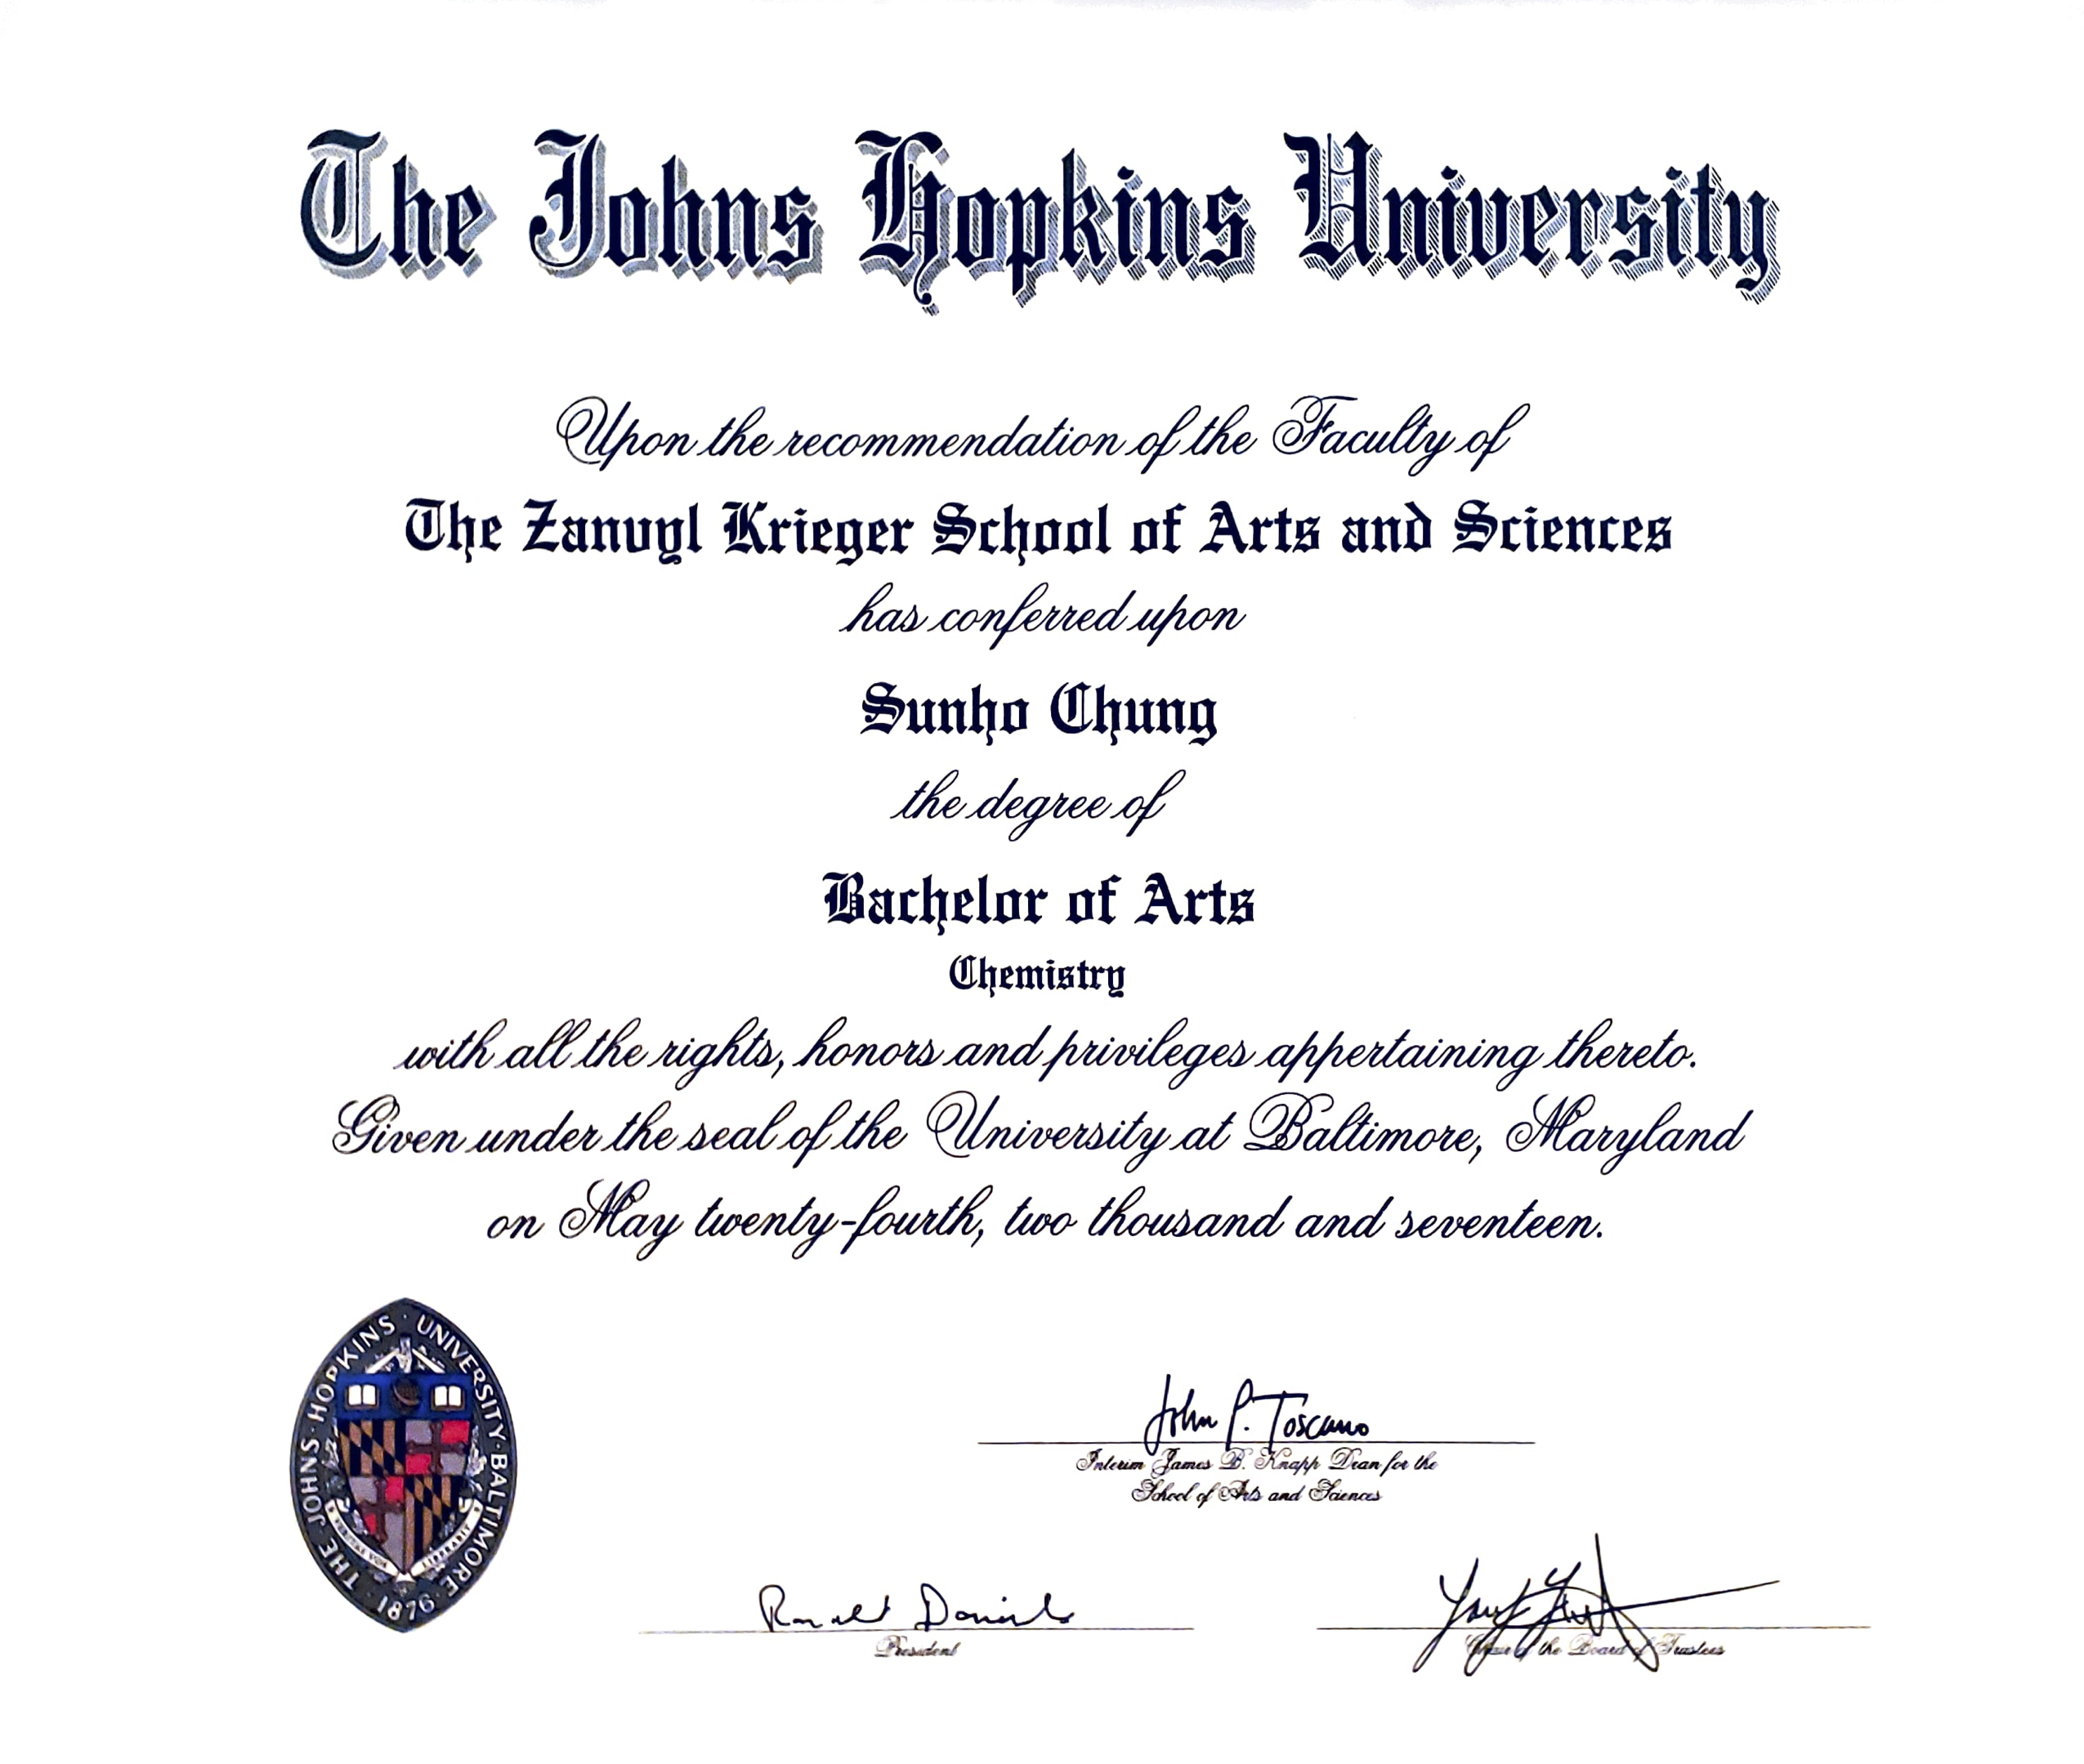 The Johns Hopkins University
Upon the recommendation of the Faculty of
The Zanvyl Krieger School of Arts and Sciences
has conferred upon
Sunho Chung
the degree of
Bachelor of Arts
Chemistry
with all the rights, honors and privileges appertaining thereto.
Given under the seal of the University at Baltimore, Maryland
on May twenty-fourth, two thousand and seventeen.
THE JOHNS · HOPKINS · UNIVERSITY · BALTIMORE ·
1876
John P. Toscano
Interim James B. Knapp Dean for the
School of Arts and Sciences
Ronald Daniels
President
Chair of the Board of Trustees